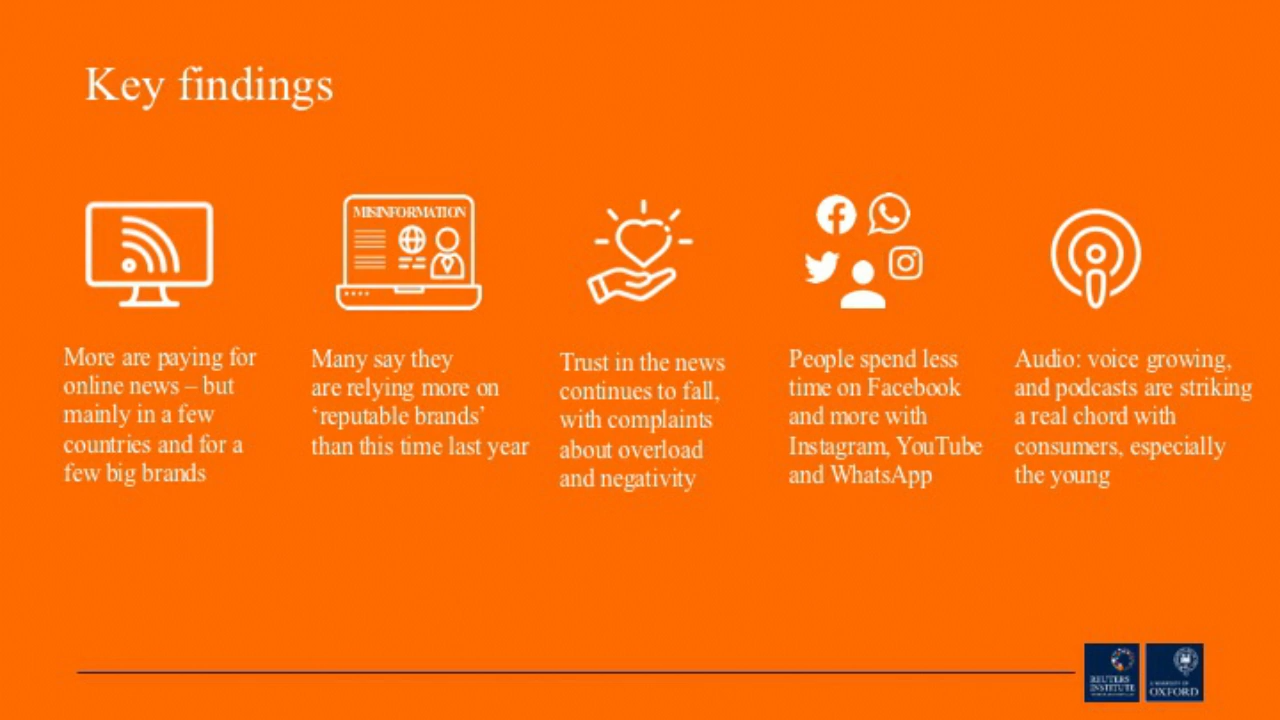 Key findings
MISINFORMATION
More are paying for
online news – but
mainly in a few
countries and for a
few big brands
Many say they
are relying more on
‘reputable brands’
than this time last year
Trust in the news
continues to fall,
with complaints
about overload
and negativity
People spend less
time on Facebook
and more with
Instagram, YouTube
and WhatsApp
Audio: voice growing,
and podcasts are striking
a real chord with
consumers, especially
the young
REUTERS
INSTITUTE
UNIVERSITY OF
OXFORD